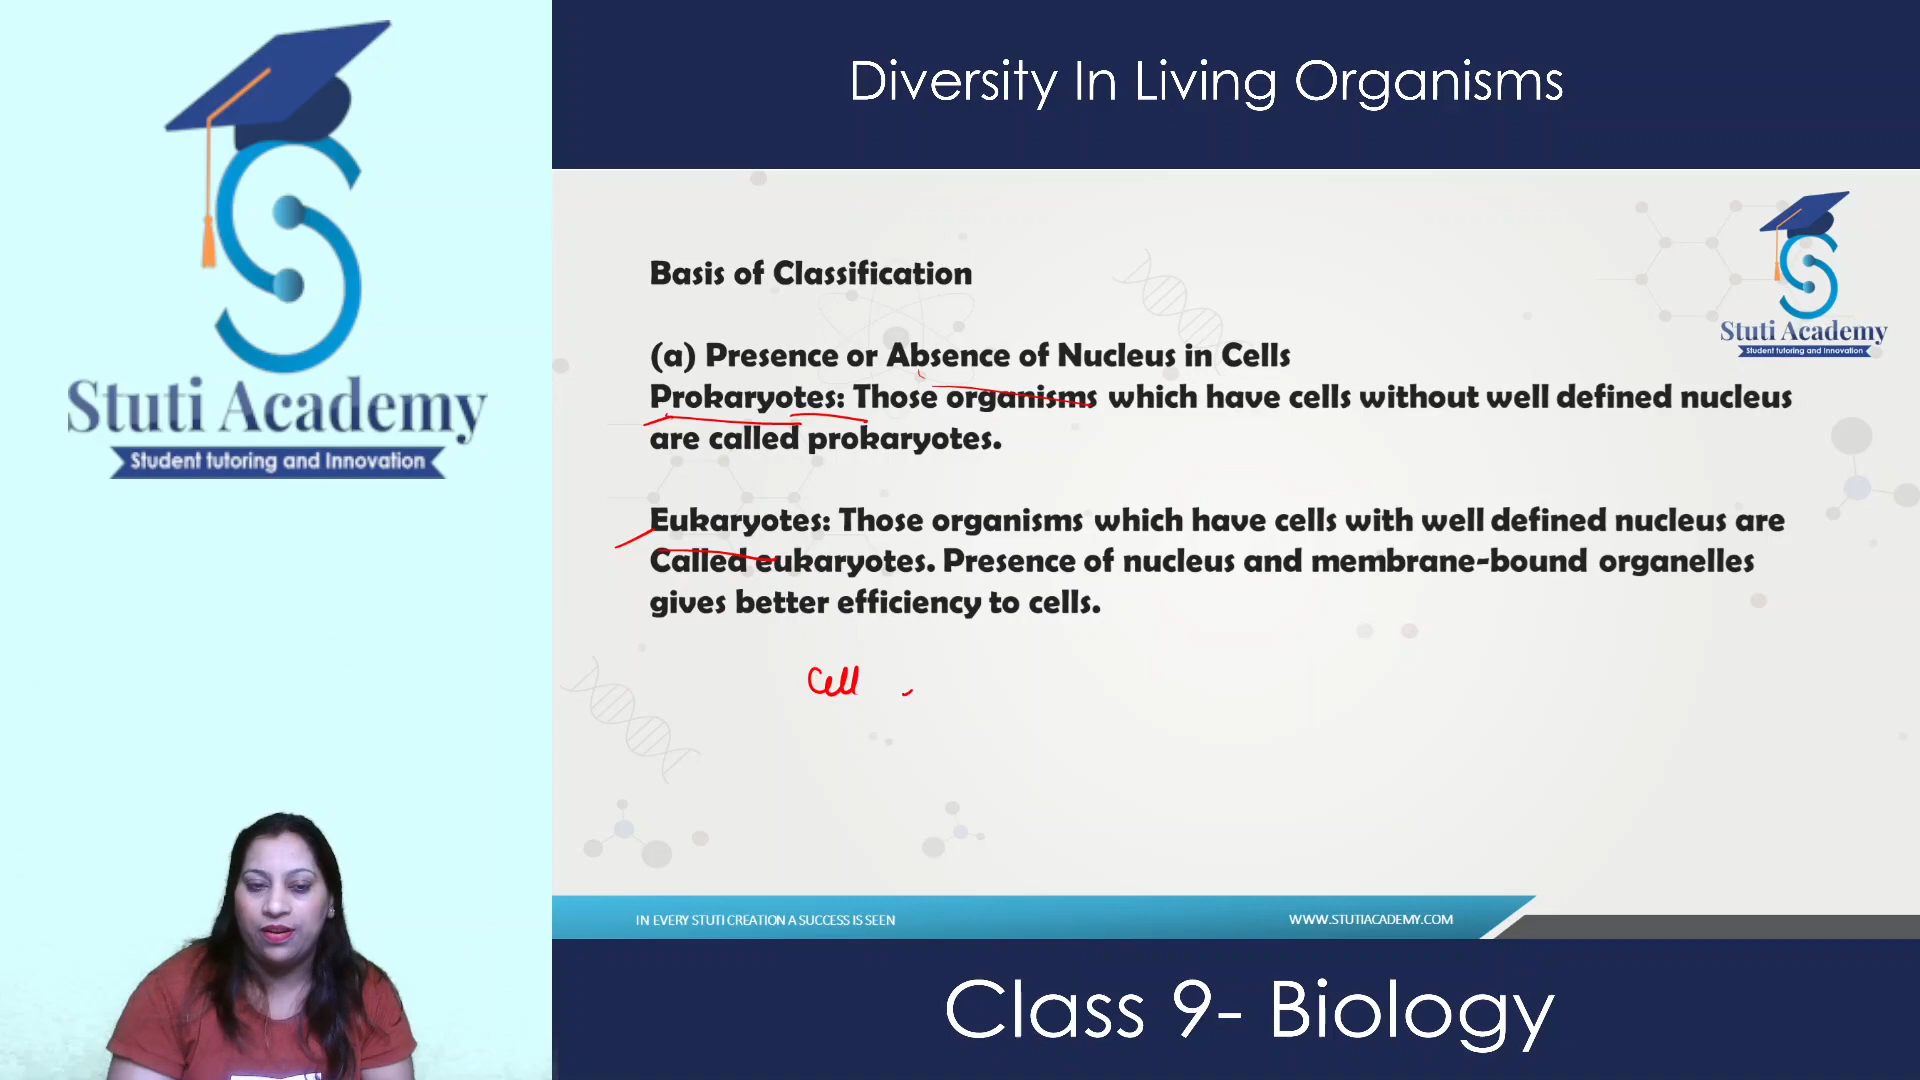 Stuti Academy
Student tutoring and Innovation
Diversity In Living Organisms
Stuti Academy
Student tutoring and Innovation
Basis of Classification
(a) Presence or Absence of Nucleus in Cells
Prokaryotes: Those organisms which have cells without well defined nucleus
are called prokaryotes.
Eukaryotes: Those organisms which have cells with well defined nucleus are
Called eukaryotes. Presence of nucleus and membrane-bound organelles
gives better efficiency to cells.
Cell
IN EVERY STUTI CREATION A SUCCESS IS SEEN
WWW.STUTIACADEMY.COM
Class 9- Biology